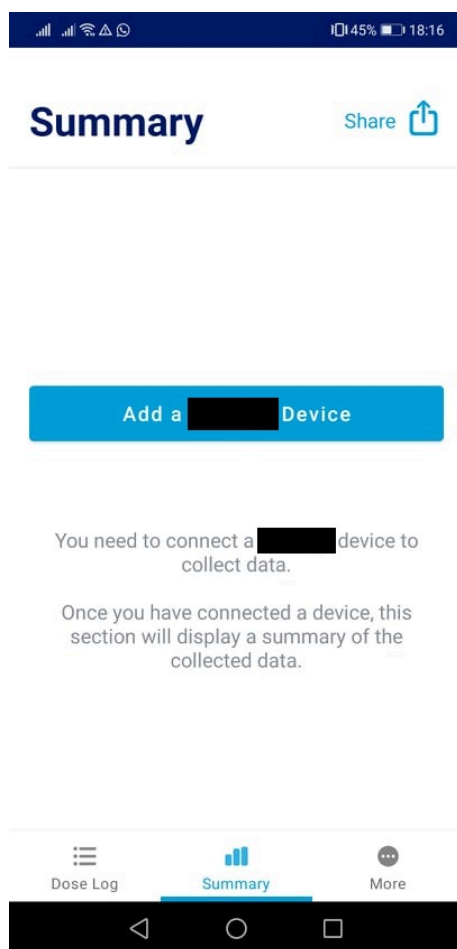 45% 18:16
Summary
Share
Add a Device
You need to connect a device to
collect data.
Once you have connected a device, this
section will display a summary of the
collected data.
Dose Log Summary More